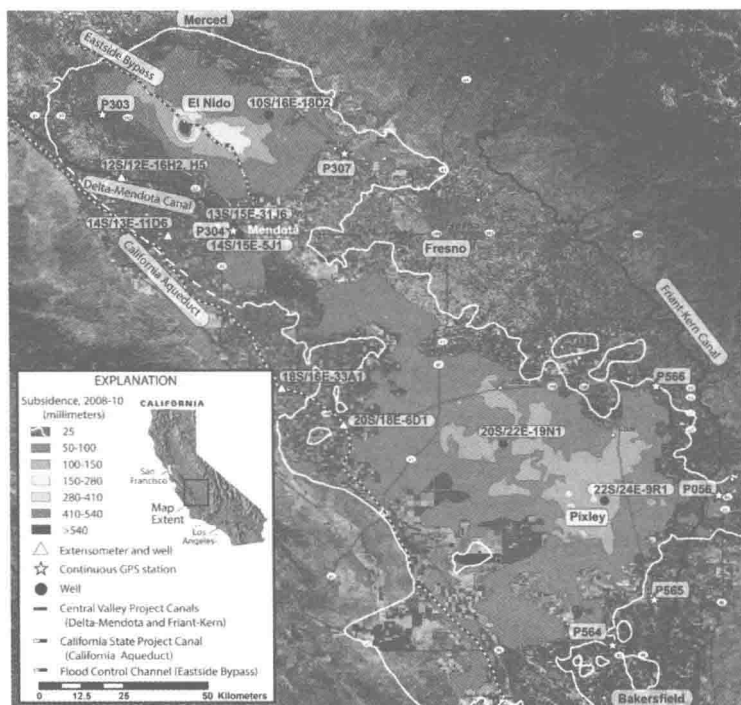 Merced
Eastside Bypass
P303
El Nido
10S/16E-18D2
P307
12S/12E-16H2, H5
Delta-Mendota Canal
13S/15E-31J6
14S/13E-11D6
P304
Mendota
14S/15E-5J1
California Aqueduct
Fresno
Friant-Kern Canal
18S/16E-33A1
P566
20S/18E-6D1
20S/22E-19N1
22S/24E-9R1
P056
Pixley
P565
P564
Bakersfield
EXPLANATION
Subsidence, 2008-10
(millimeters)
25
50-100
100-150
150-280
280-410
410-540
>540
CALIFORNIA
San
Francisco
Map
Extent
Los
Angeles
Extensometer and well
Continuous GPS station
Well
Central Valley Project Canals
(Delta-Mendota and Friant-Kern)
California State Project Canal
(California Aqueduct)
Flood Control Channel (Eastside Bypass)
0 12.5 25 50 Kilometers